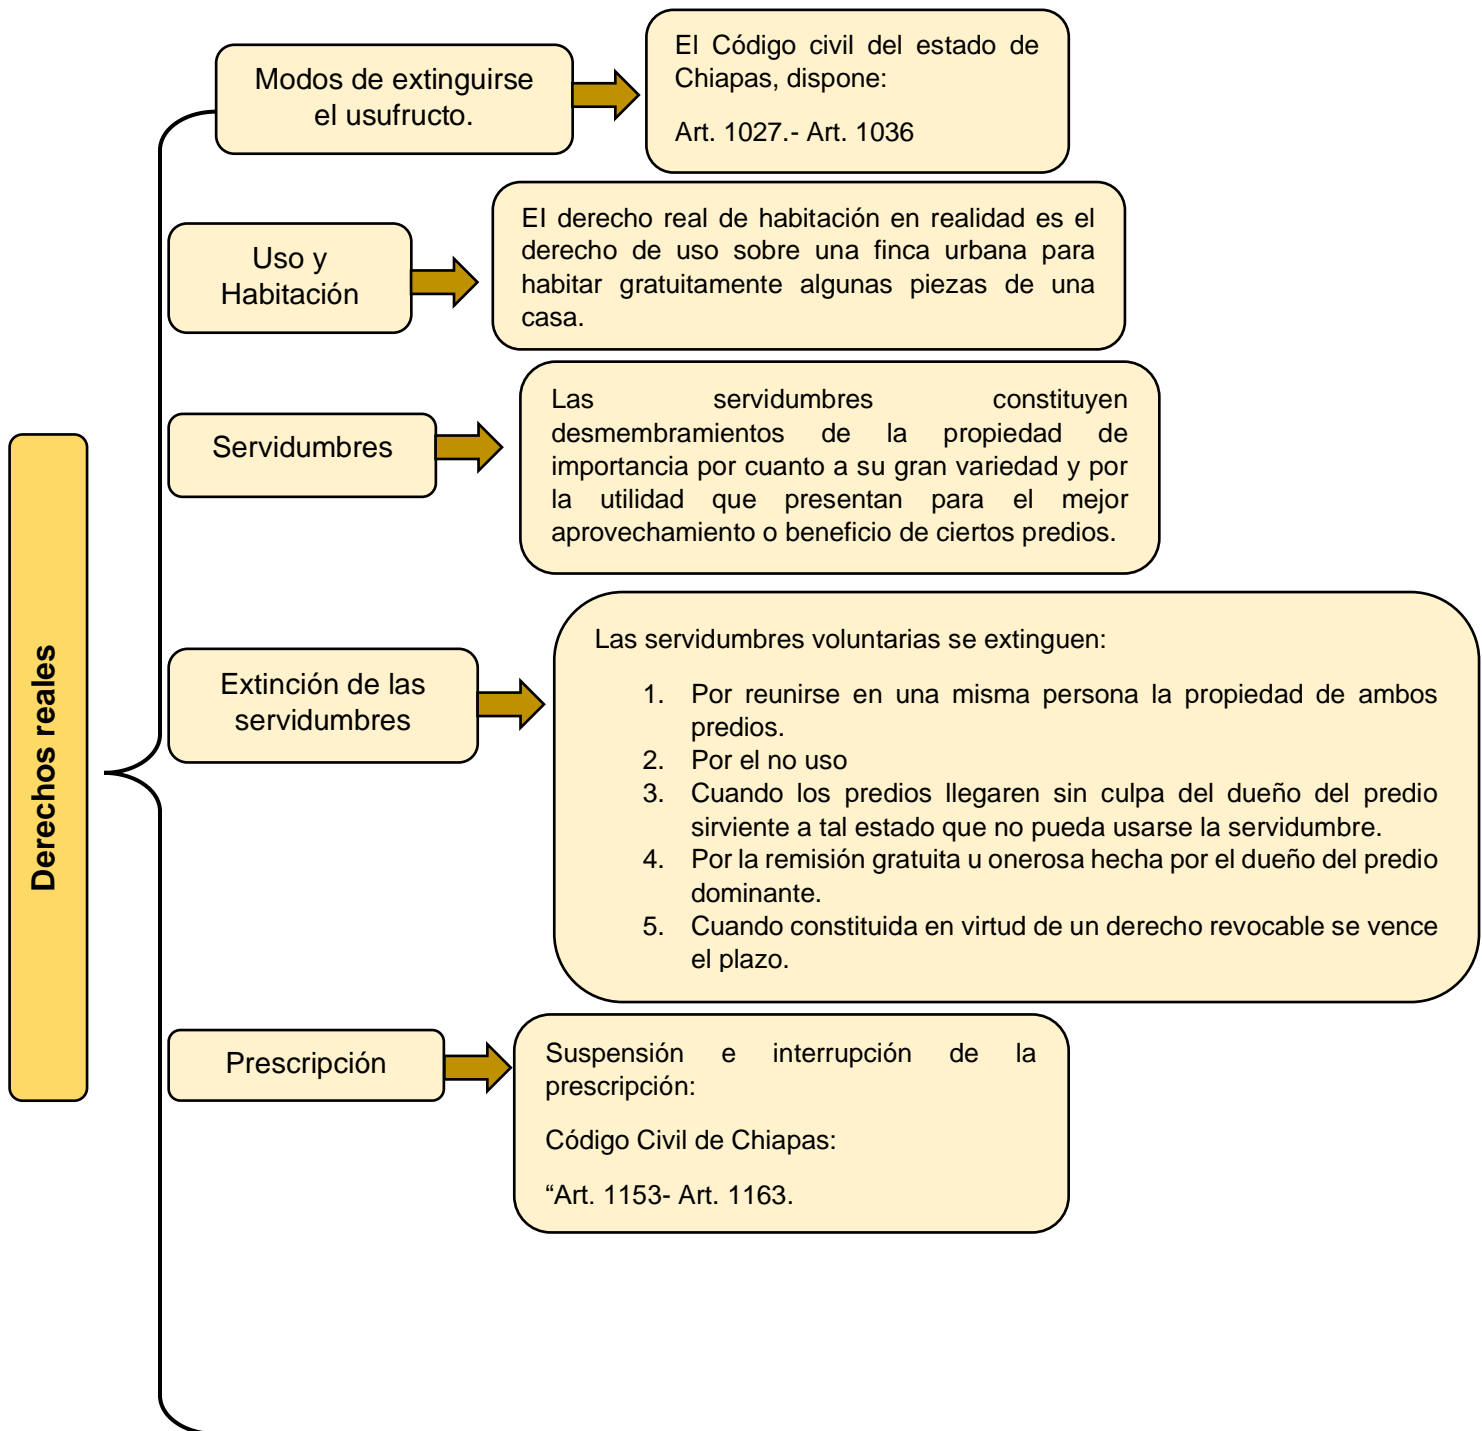 Derechos reales
Modos de extinguirse
el usufructo.
El Código civil del estado de
Chiapas, dispone:
Art. 1027.- Art. 1036
Uso y
Habitación
El derecho real de habitación en realidad es el
derecho de uso sobre una finca urbana para
habitar gratuitamente algunas piezas de una
casa.
Servidumbres
Las servidumbres constituyen
desmembramientos de la propiedad de
importancia por cuanto a su gran variedad y por
la utilidad que presentan para el mejor
aprovechamiento o beneficio de ciertos predios.
Extinción de las
servidumbres
Las servidumbres voluntarias se extinguen:
1. Por reunirse en una misma persona la propiedad de ambos
predios.
2. Por el no uso
3. Cuando los predios llegaren sin culpa del dueño del predio
sirviente a tal estado que no pueda usarse la servidumbre.
4. Por la remisión gratuita u onerosa hecha por el dueño del predio
dominante.
5. Cuando constituida en virtud de un derecho revocable se vence
el plazo.
Prescripción
Suspensión e interrupción de la
prescripción:
Código Civil de Chiapas:
“Art. 1153- Art. 1163.